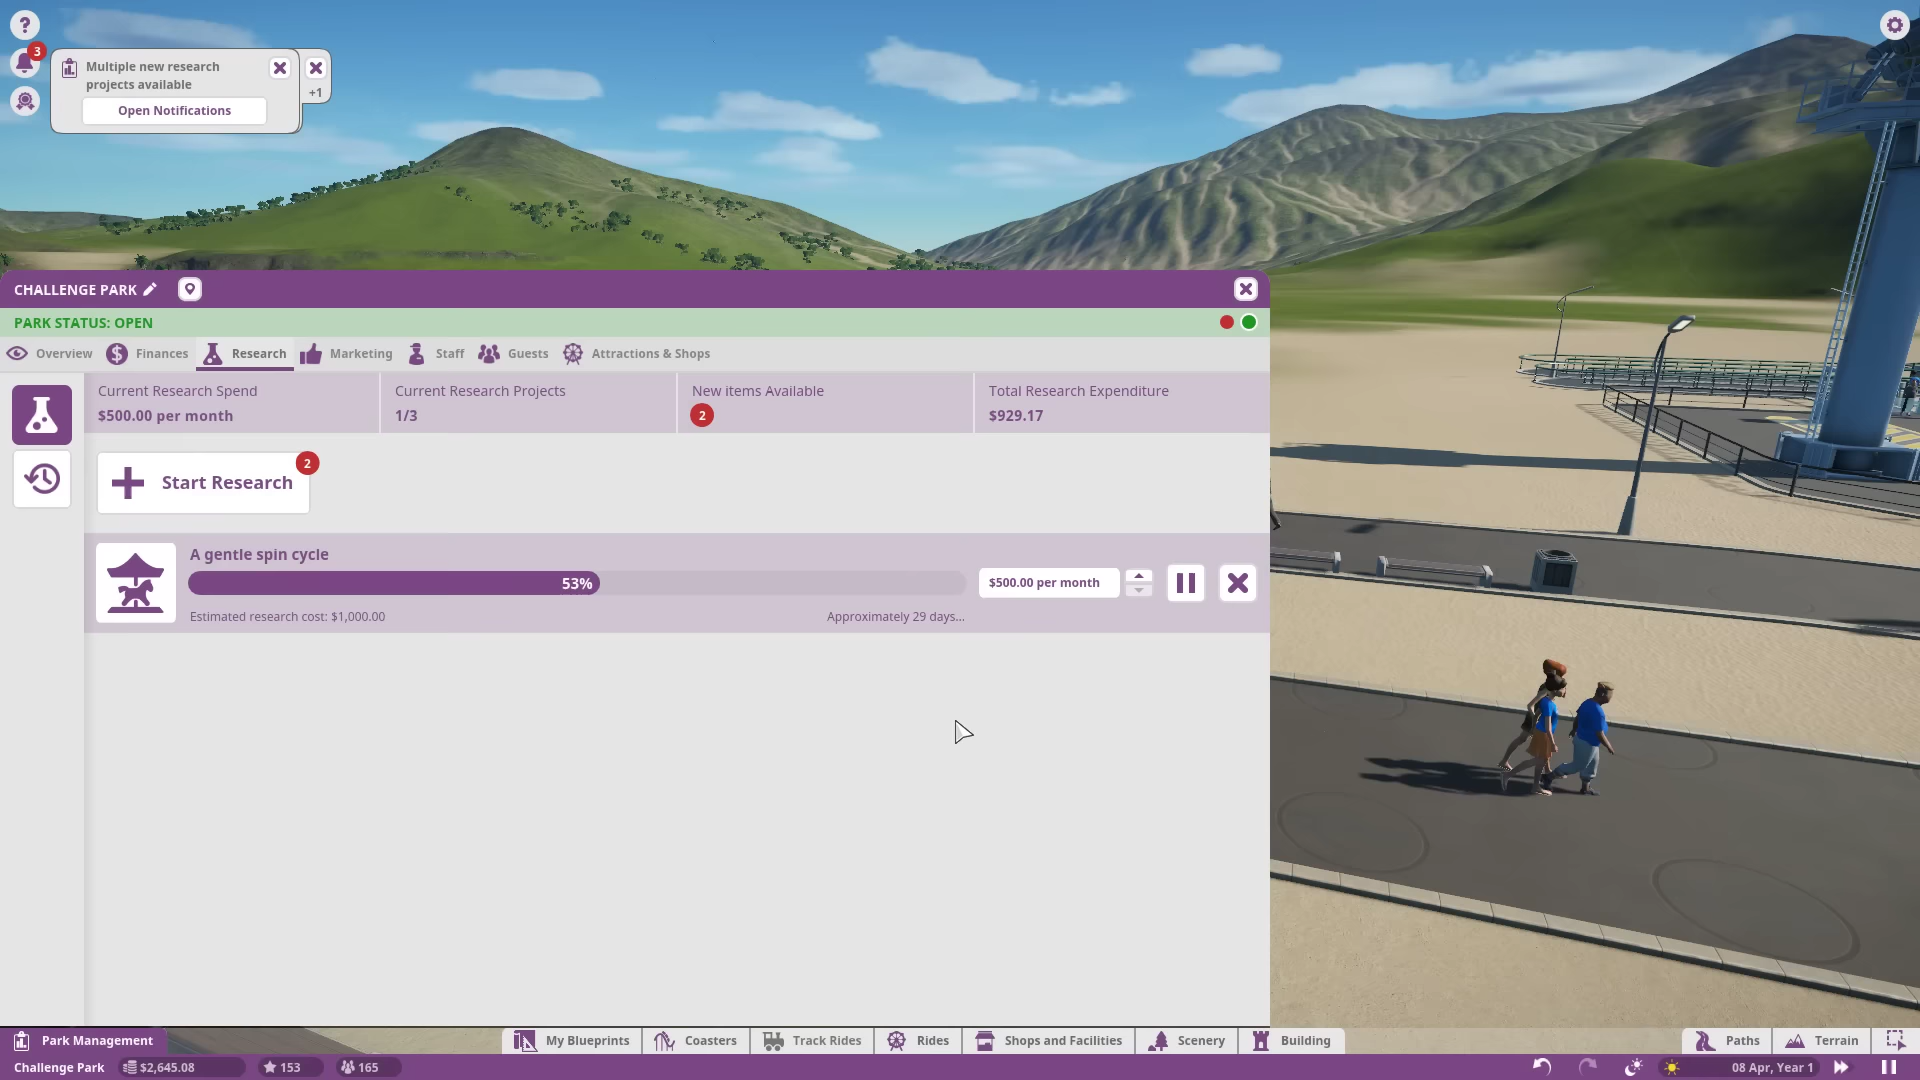 ?
3
Multiple new research
projects available
Open Notifications
+1
CHALLENGE PARK
PARK STATUS: OPEN
Overview
Finances
Research
Marketing
Staff
Guests
Attractions & Shops
Current Research Spend
$500.00 per month
Current Research Projects
1/3
New items Available
2
Total Research Expenditure
$929.17
Start Research
2
A gentle spin cycle
53%
$500.00 per month
Estimated research cost: $1,000.00
Approximately 29 days...
Park Management
My Blueprints
Coasters
Track Rides
Rides
Shops and Facilities
Scenery
Building
Paths
Terrain
Challenge Park
$2,645.08
153
165
08 Apr, Year 1